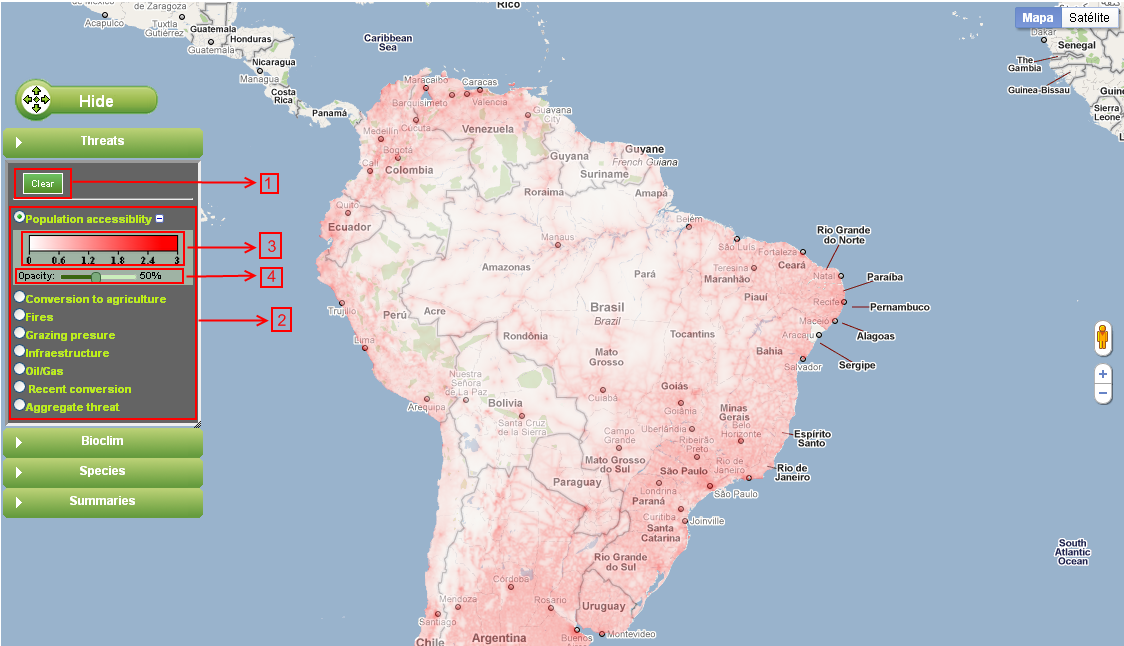 Rico
de Zaragoza
Acapulco
Tuxtla
Gutiérrez
Guatemala
Guatemala
Honduras
Nicaragua
Managua
Costa
Rica
Panamá
Caribbean
Sea
Mapa
Satélite
Dakar
Senegal
The
Gambia
Guinea-Bissau
Sierra
Leone
Hide
Threats
Clear
1
Population accessiblity
0 0.6 1.2 1.8 2.4 3
3
Opacity: 50%
4
Conversion to agriculture
Fires
2
Grazing presure
Infraestructure
Oil/Gas
Recent conversion
Aggregate threat
Bioclim
Species
Summaries
Maracaibo
Caracas
Barquisimeto
Valencia
Cucuta
Medellín
Bogotá
Cali
Colombia
Venezuela
Guayana
City
Guyana
Guyane
French Guiana
Suriname
Roraima
Amapá
Quito
Ecuador
Manaus
Belém
São Luís
Fortaleza
Rio Grande
do Norte
Amazonas
Pará
Teresina
Maranhão
Ceará
Natal
Paraíba
Piauí
Recife
Pernambuco
Trujillo
Perú
Acre
Brasil
Brazil
Rondônia
Tocantins
Maceió
Aracaju
Alagoas
Sergipe
Lima
Mato
Grosso
Bahia
Salvador
Nuestra
Señora
de La Paz
Arequipa
Bolivia
Cuiabá
Goiás
Goiânia
Santa Cruz
de la Sierra
Minas
Gerais
Belo
Horizonte
Uberlândia
Campo
Grande
Ribeirão
Preto
Espírito
Santo
Mato Grosso
do Sul
São Paulo
Rio de
Janeiro
Rio de
Janeiro
Paraguay
Londrina
Paraná
São Paulo
Curitiba
Joinville
Santa
Catarina
Rio Grande
do Sul
South
Atlantic
Ocean
Córdoba
Mendoza
Rosario
Uruguay
Santiago
Chile
Argentina
Buenos
Montevideo